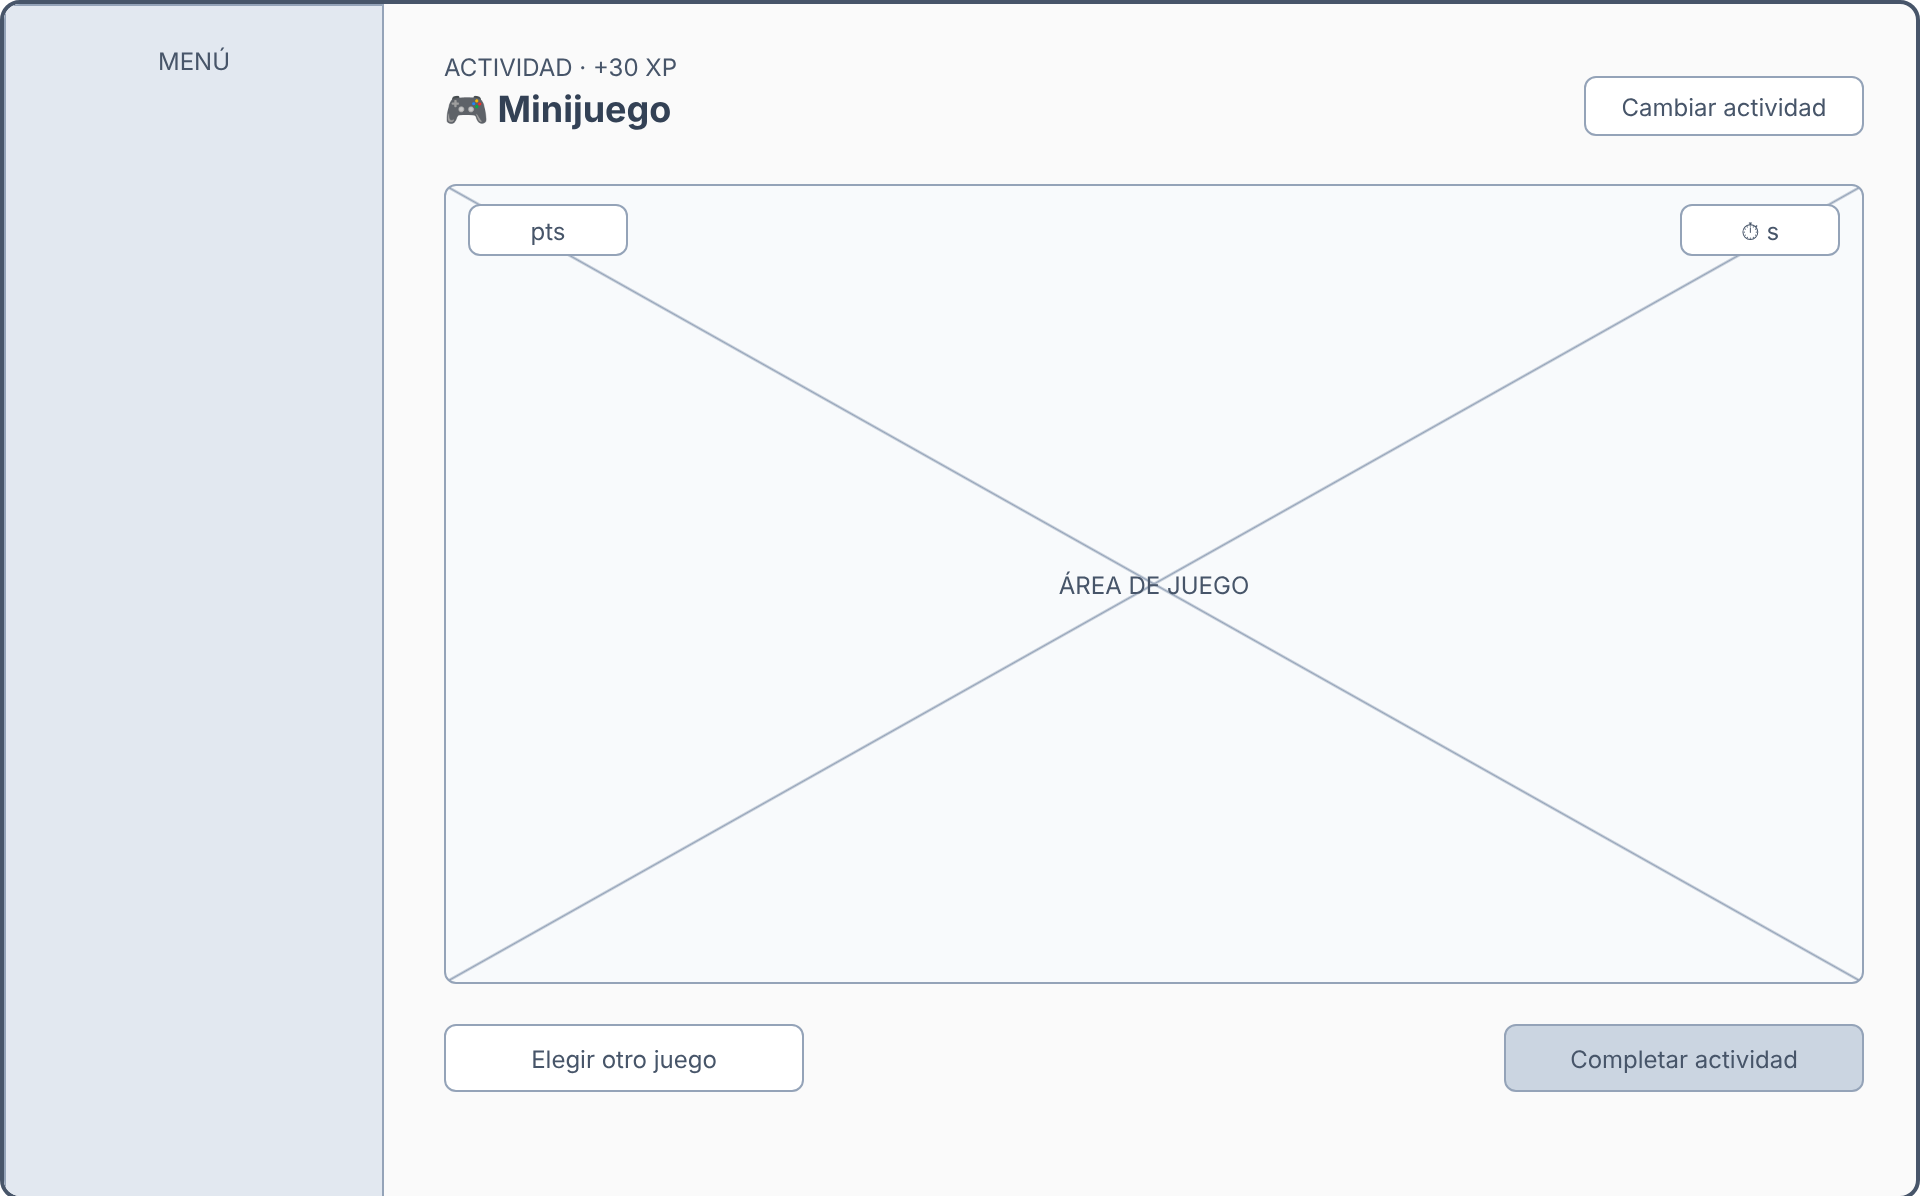 MENÚ
ACTIVIDAD · +30 XP
🎮 Minijuego
Cambiar actividad
pts
⏱ s
ÁREA DE JUEGO
Elegir otro juego
Completar actividad